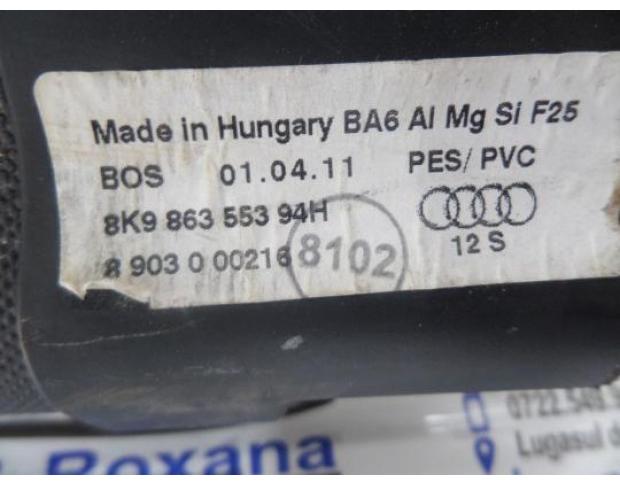 Made in Hungary BA6 Al Mg Si F25
BOS 01.04.11 PES/ PVC
8K9 863 553 94H
8 903 0 00216 8102
12 S
Roxana
Lugasul d